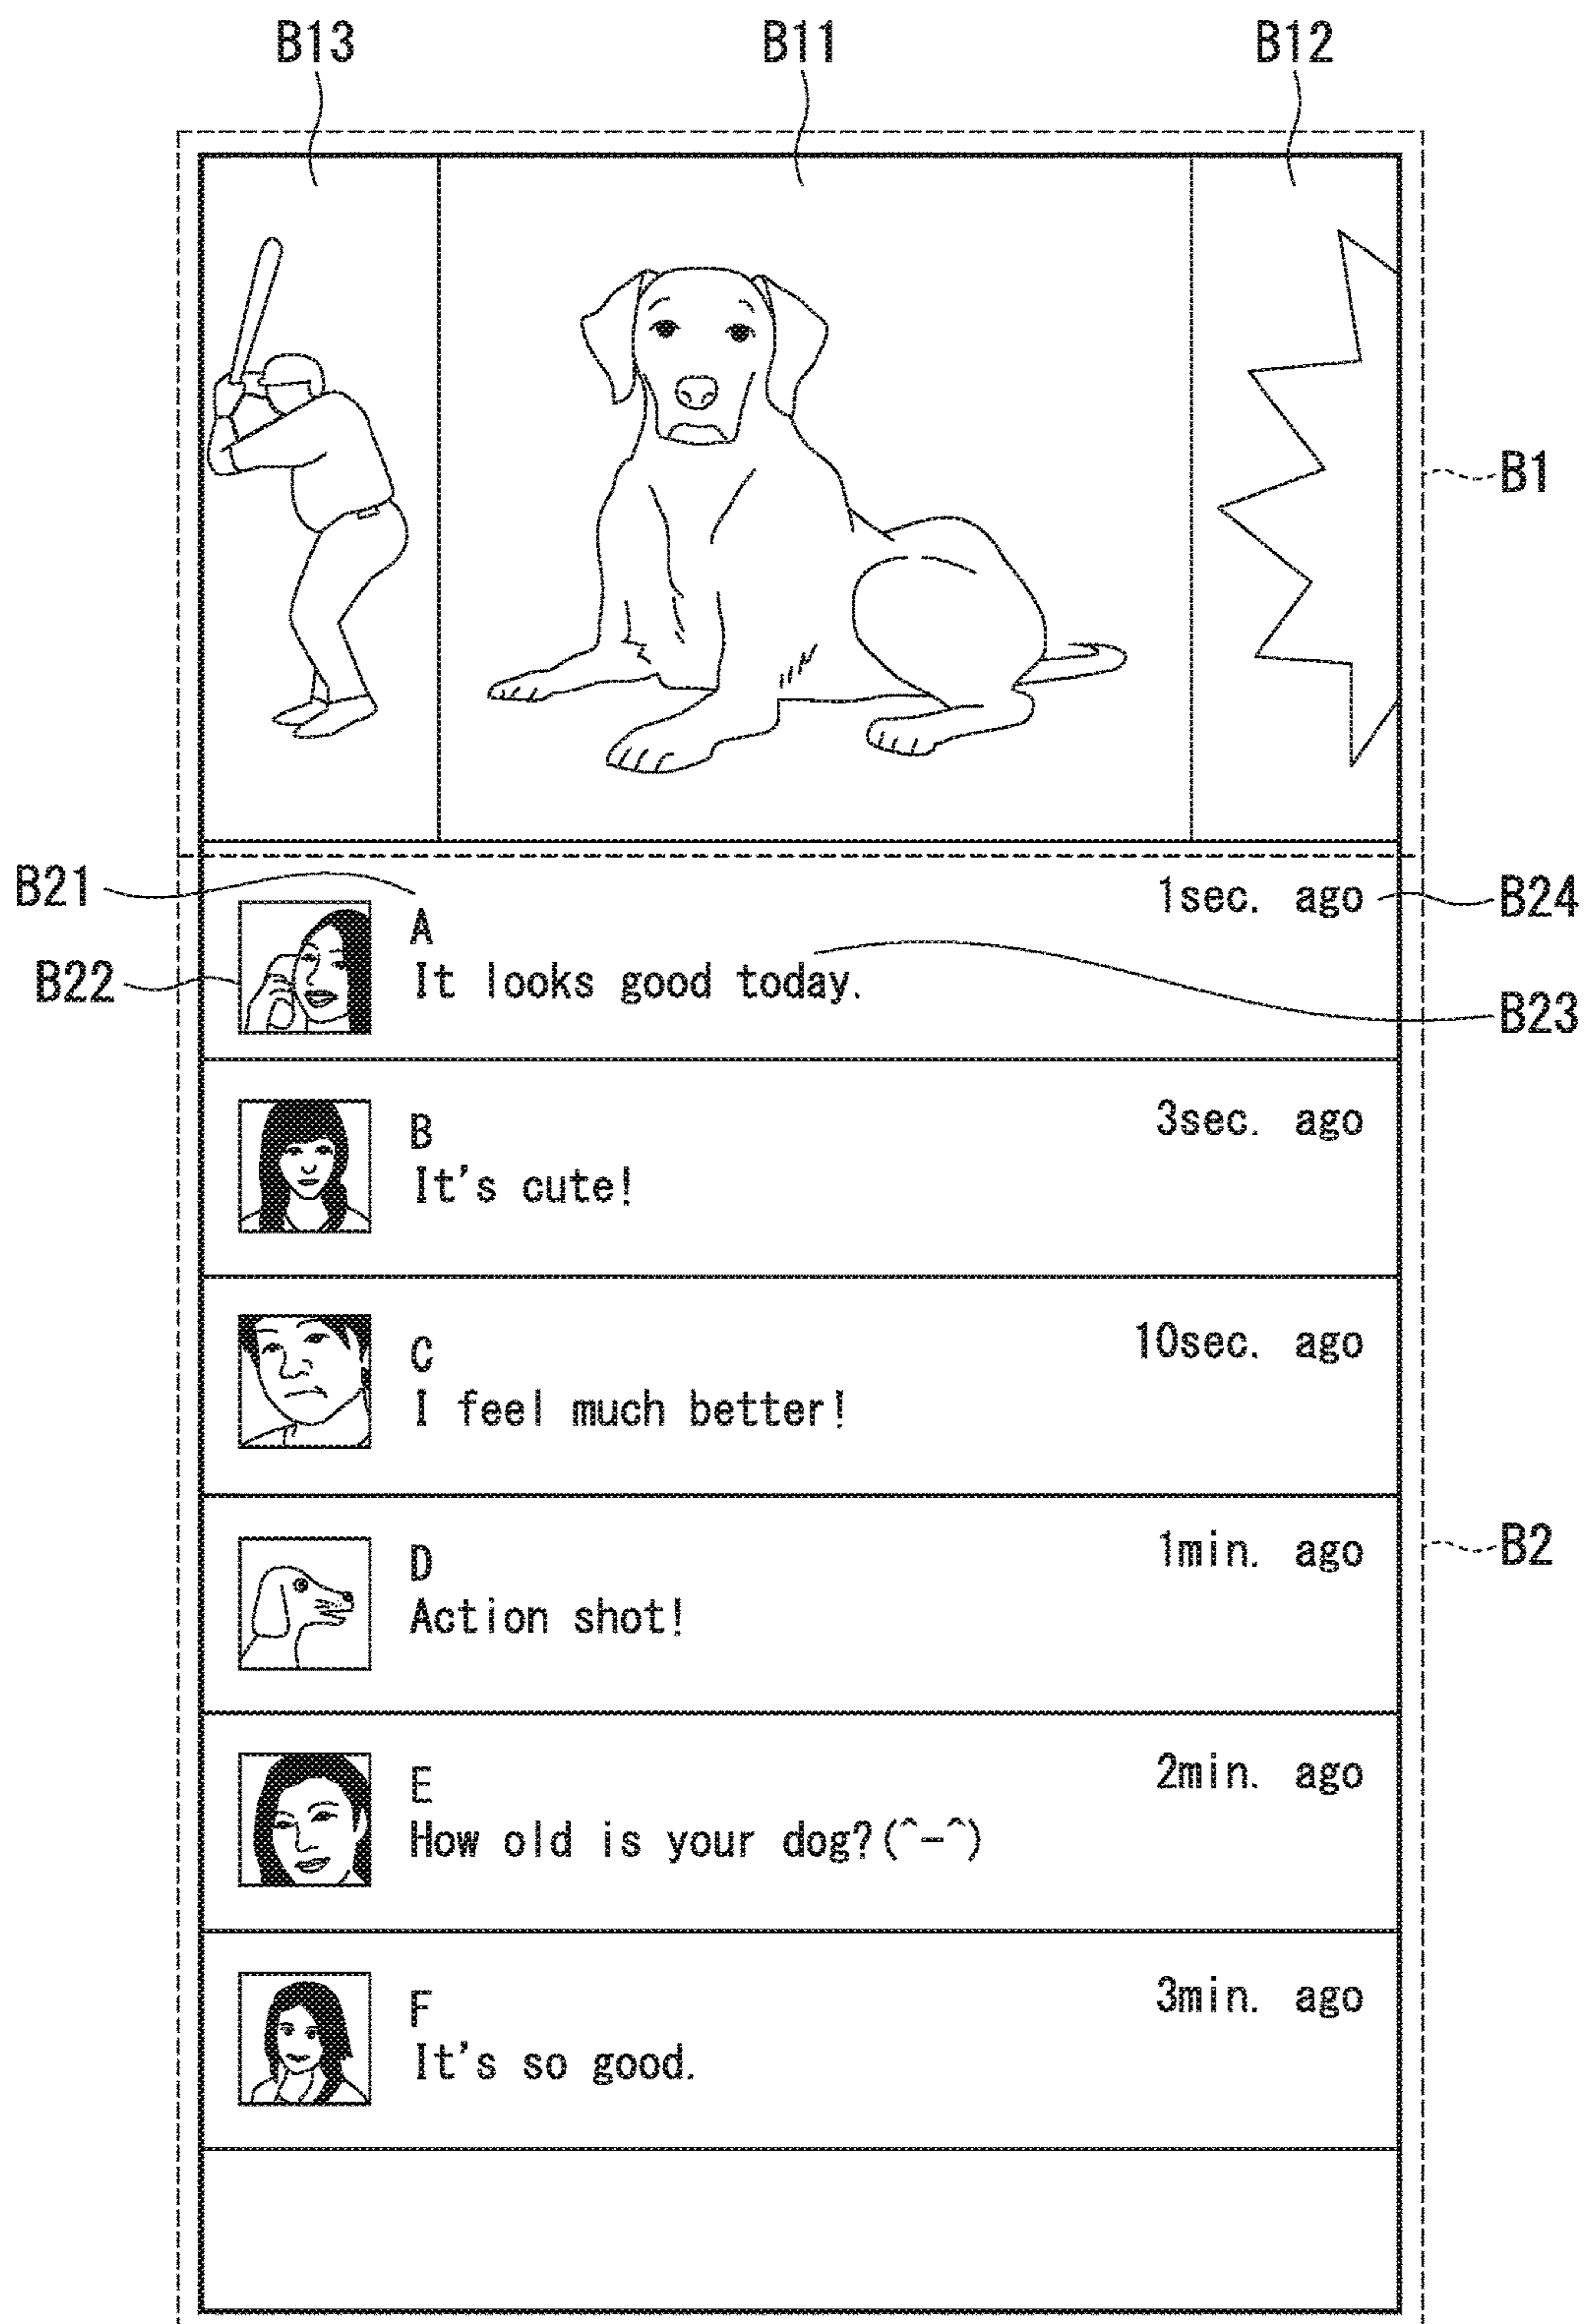 B13 B11 B12
B1
B21
1sec. ago
B24
A
B22
It looks good today.
B23
3sec. ago
B
It's cute!
10sec. ago
C
I feel much better!
1min. ago
B2
D
Action shot!
2min. ago
E
How old is your dog?(^-^)
3min. ago
F
It's so good.